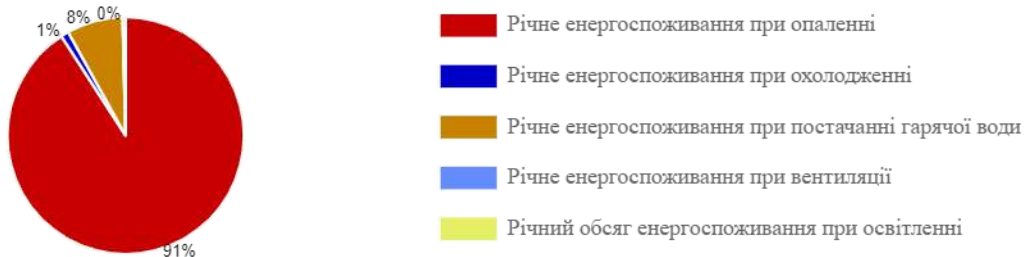 8% 0%
1%
91%
Річне енергоспоживання при опаленні
Річне енергоспоживання при охолодженні
Річне енергоспоживання при постачанні гарячої води
Річне енергоспоживання при вентиляції
Річний обсяг енергоспоживання при освітленні